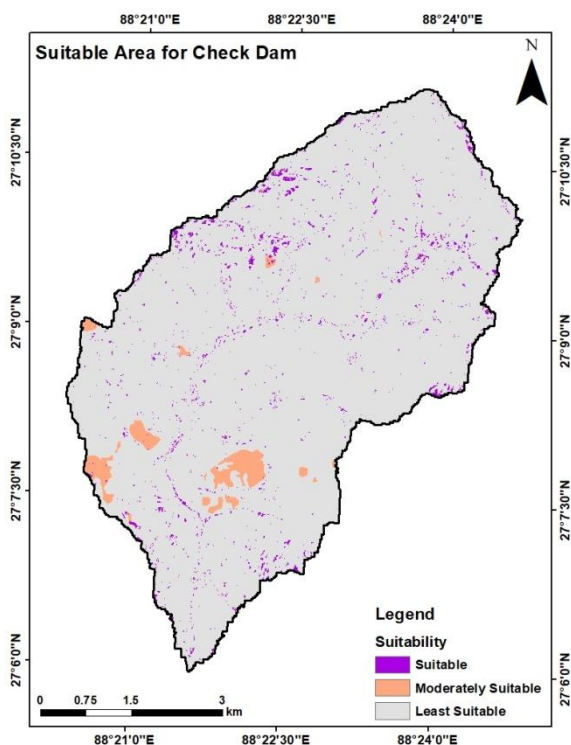 88°21'0"E 88°22'30"E 88°24'0"E
Suitable Area for Check Dam
N
27°10'30"N 27°10'30"N
27°9'0"N 27°9'0"N
27°7'30"N 27°7'30"N
27°6'0"N 27°6'0"N
Legend
Suitability
Suitable
Moderately Suitable
Least Suitable
0 0.75 1.5 3
km
88°21'0"E 88°22'30"E 88°24'0"E